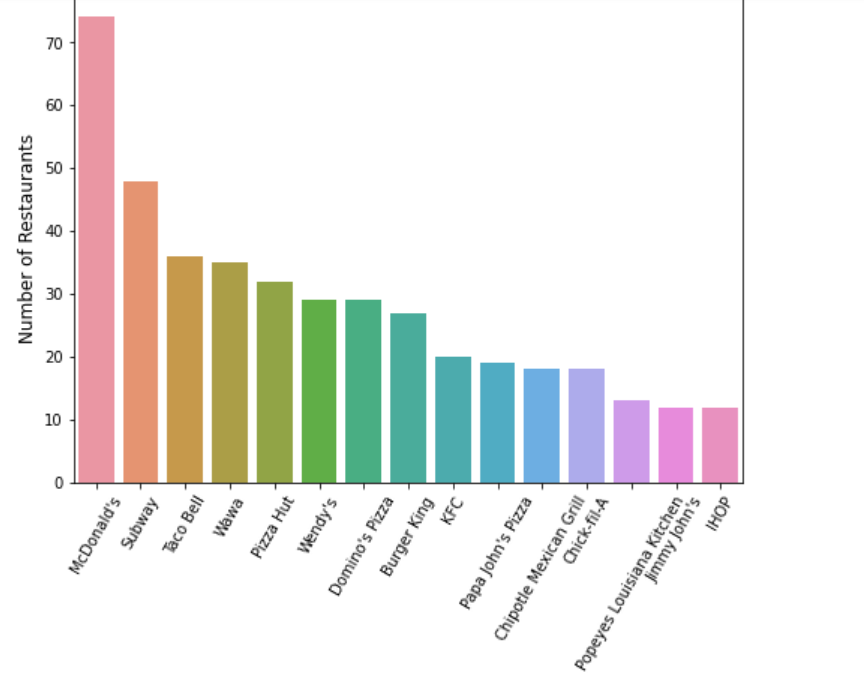 70
60
50
40
30
20
10
0
Number of Restaurants
McDonald's
Subway
Taco Bell
Wawa
Pizza Hut
Wendy's
Domino's Pizza
Burger King
KFC
Papa John's Pizza
Chipotle Mexican Grill
Chick-fil-A
Popeyes Louisiana Kitchen
Jimmy John's
IHOP